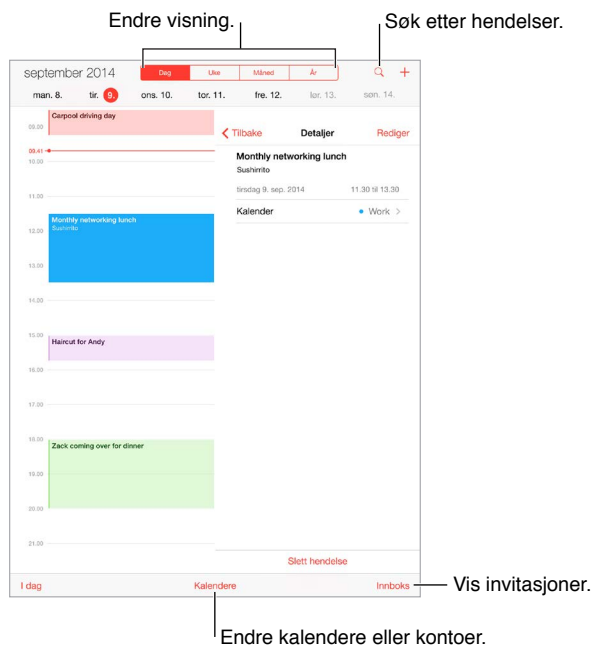 Endre visning.
Søk etter hendelser.
september 2014
Dag Uke Måned År
man. 8. tir. 9. ons. 10. tor. 11. fre. 12. lør. 13. søn. 14.
Carpool driving day
09.00
Tilbake Detaljer Rediger
09.41
10.00
Monthly networking lunch
Sushirrito
tirsdag 9. sep. 2014 11.30 til 13.30
11.00
Kalender Work
Monthly networking lunch
Sushirrito
12.00
13.00
14.00
15.00
Haircut for Andy
16.00
17.00
18.00
Zack coming over for dinner
19.00
20.00
21.00
Slett hendelse
I dag Kalendere Innboks
Vis invitasjoner.
Endre kalendere eller kontoer.